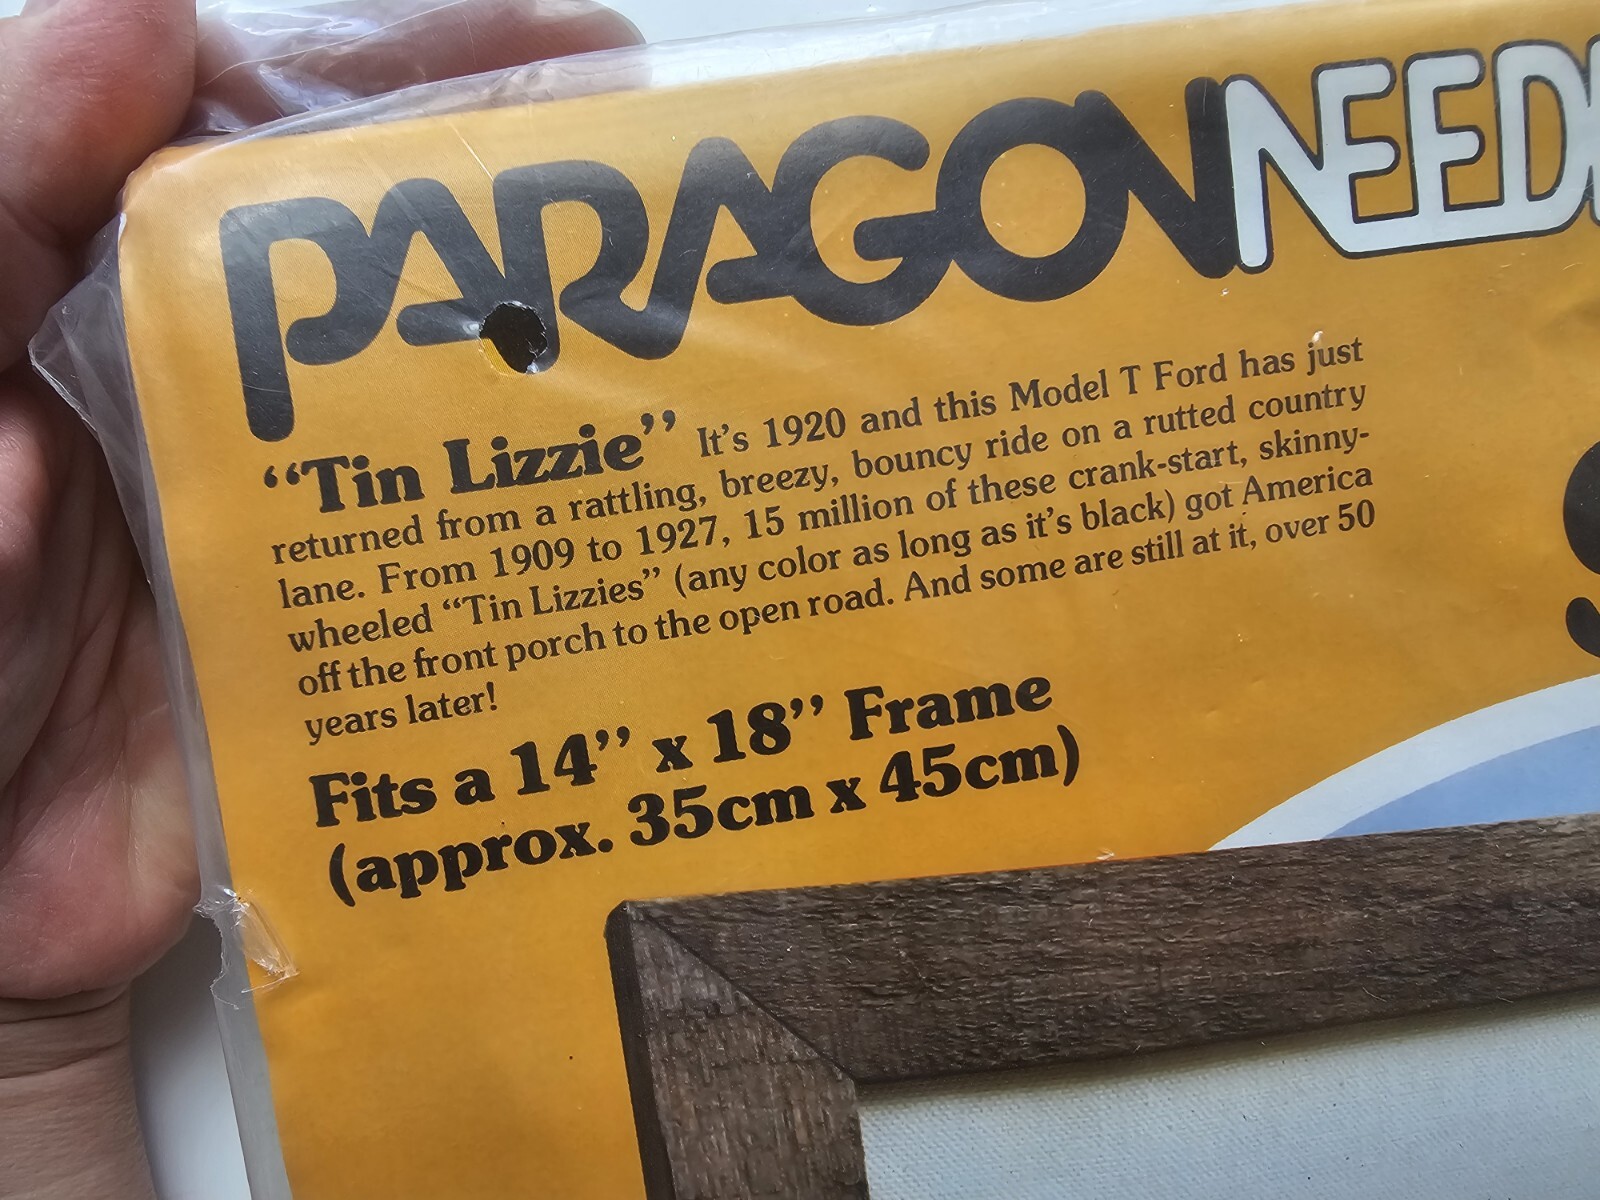 PARAGON NEED
“Tin Lizzie” It’s 1920 and this Model T Ford has just
returned from a rattling, breezy, bouncy ride on a rutted country
lane. From 1909 to 1927, 15 million of these crank-start, skinny-
wheeled “Tin Lizzies” (any color as long as it’s black) got America
off the front porch to the open road. And some are still at it, over 50
years later!
Fits a 14” x 18” Frame
(approx. 35cm x 45cm)